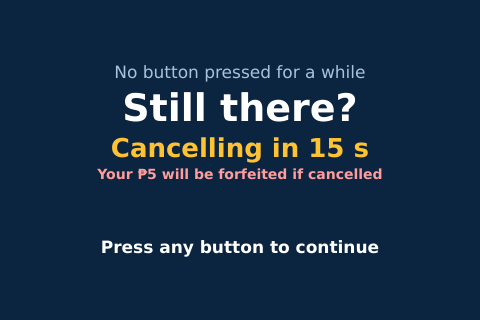 No button pressed for a while
Still there?
Cancelling in 15 s
Your ₱5 will be forfeited if cancelled
Press any button to continue